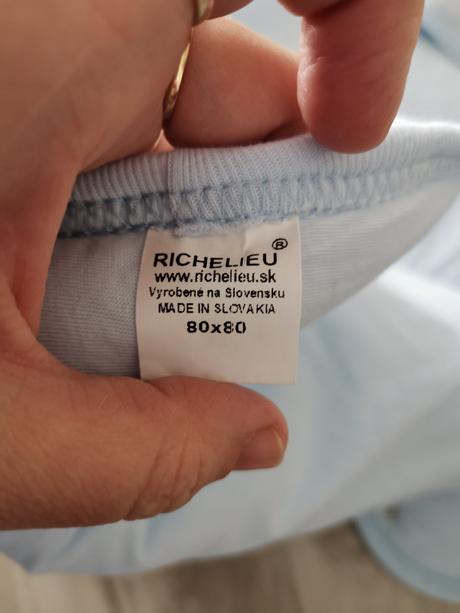 RICHELIEU®
www.richelieu.sk
Vyrobené na Slovensku
MADE IN SLOVAKIA
80x80